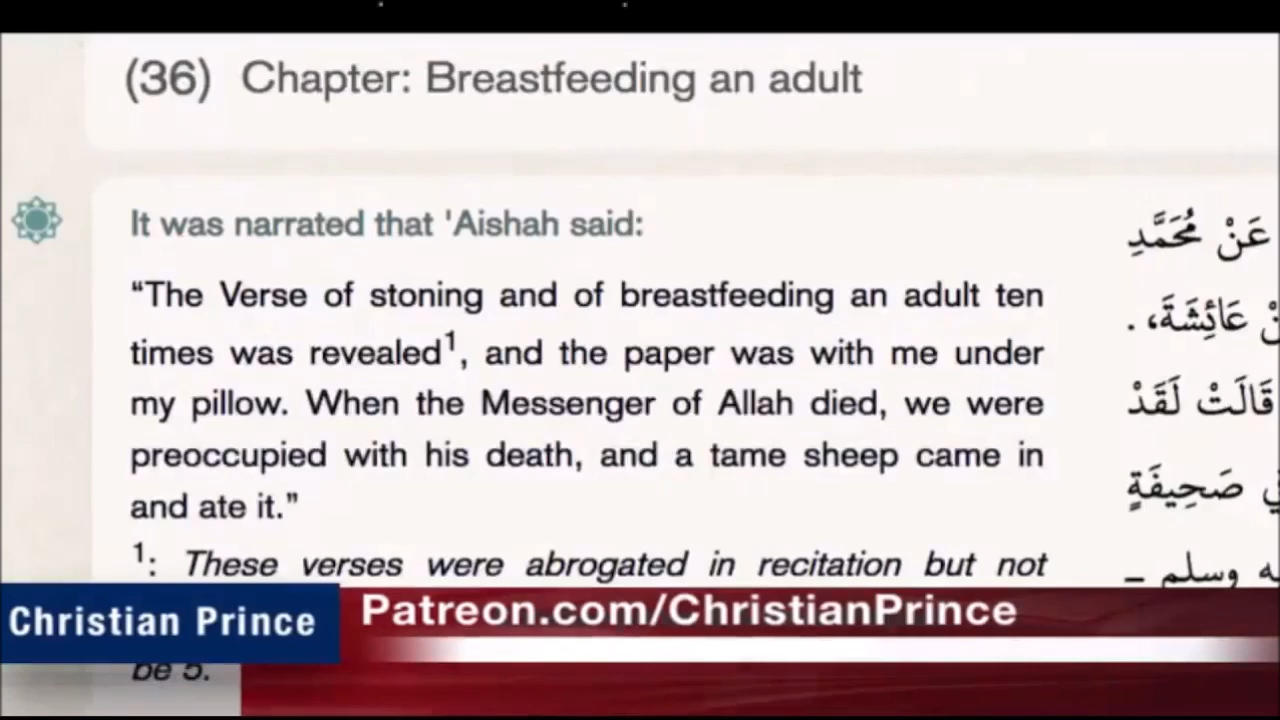 (36) Chapter: Breastfeeding an adult
It was narrated that 'Aishah said:
“The Verse of stoning and of breastfeeding an adult ten
times was revealed¹, and the paper was with me under
my pillow. When the Messenger of Allah died, we were
preoccupied with his death, and a tame sheep came in
and ate it.”
¹: These verses were abrogated in recitation but not
be 5.
عَنْ مُحَمَّدِ
عَائِشَةَ، .
قَالَتْ لَقَدْ
صَحِيفَةٍ
وسلم ـ
Christian Prince
Patreon.com/ChristianPrince